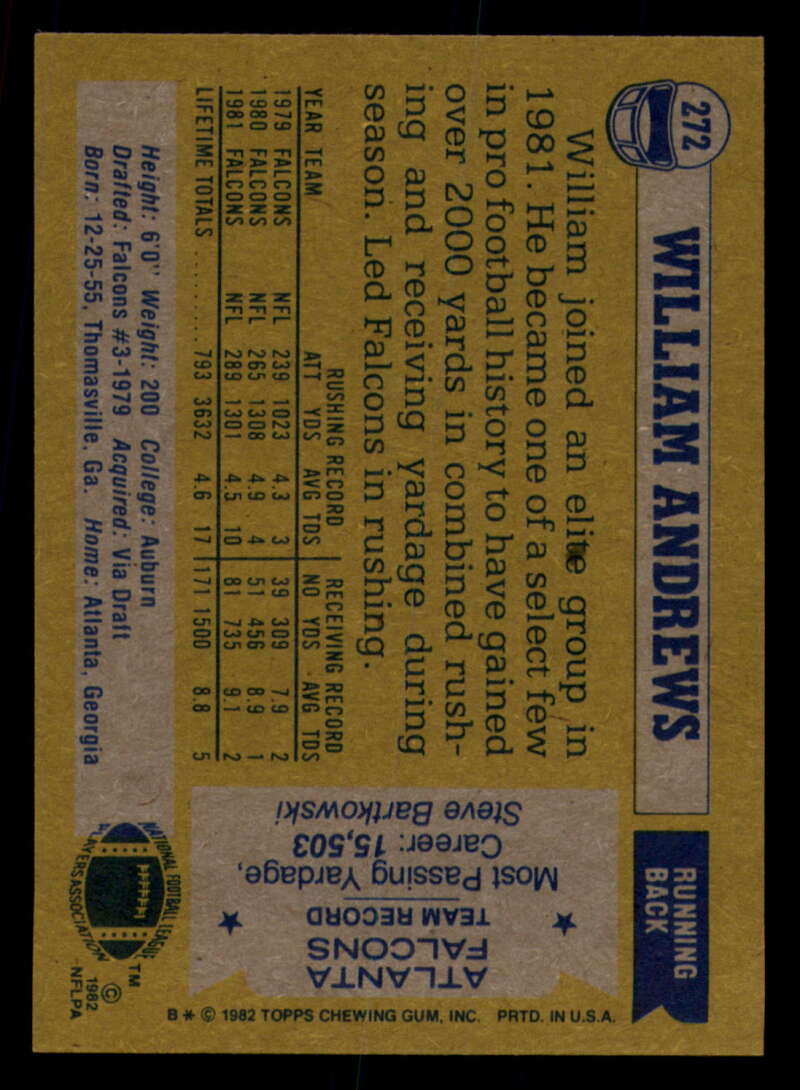 272
WILLIAM ANDREWS
RUNNING
BACK
William joined an elite group in
1981. He became one of a select few
in pro football history to have gained
over 2000 yards in combined rush-
ing and receiving yardage during
season. Led Falcons in rushing.
RUSHING RECORD RECEIVING RECORD
YEAR TEAM ATT YDS AVG TDS NO YDS AVG TDS
1979 FALCONS NFL 239 1023 4.3 3 39 309 7.9 2
1980 FALCONS NFL 265 1308 4.9 4 51 456 8.9 1
1981 FALCONS NFL 289 1301 4.5 10 81 735 9.1 2
LIFETIME TOTALS ......... 793 3632 4.6 17 171 1500 8.8 5
Height: 6'0" Weight: 200 College: Auburn
Drafted: Falcons #3-1979 Acquired: Via Draft
Born: 12-25-55, Thomasville, Ga. Home: Atlanta, Georgia
ATLANTA
FALCONS
TEAM RECORD
Most Passing Yardage,
Career: 15,503
Steve Bartkowski
NATIONAL FOOTBALL LEAGUE
PLAYERS ASSOCIATION
TM
©
1982
NFLPA
B * © 1982 TOPPS CHEWING GUM, INC. PRTD. IN U.S.A.